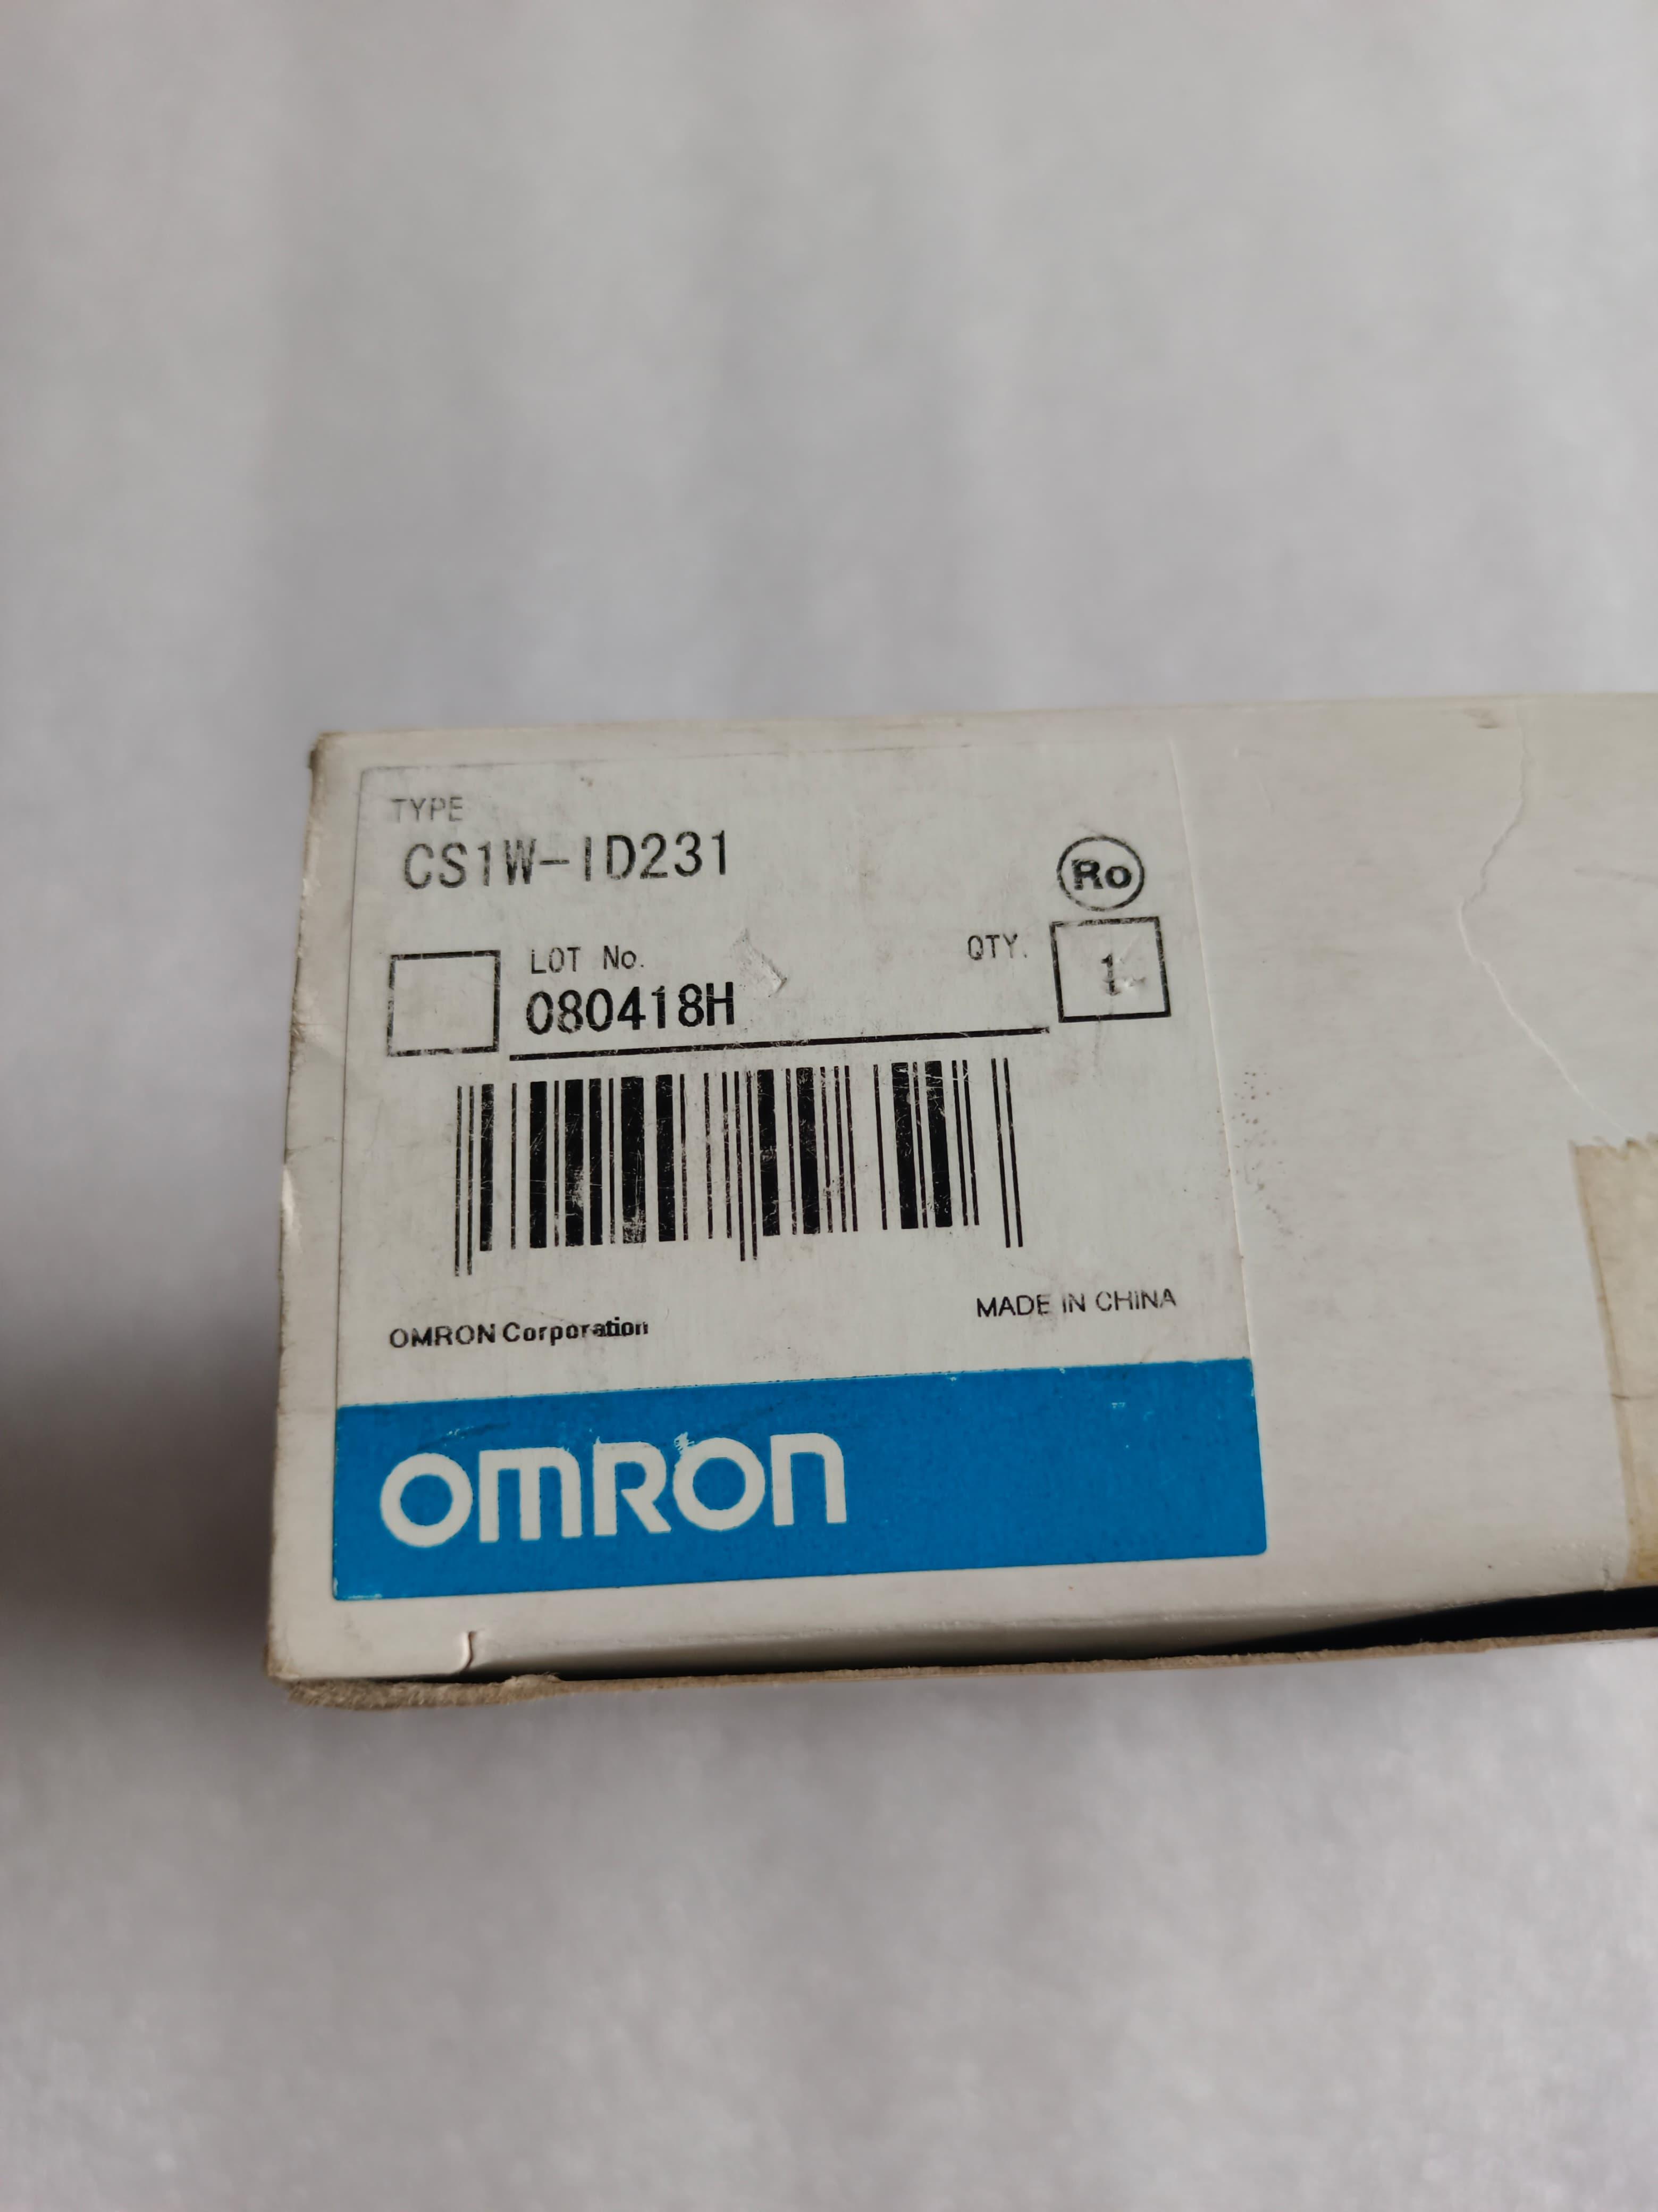 TYPE
CS1W-ID231
Ro
LOT No.
QTY.
080418H
1
OMRON Corporation
MADE IN CHINA
OMRON